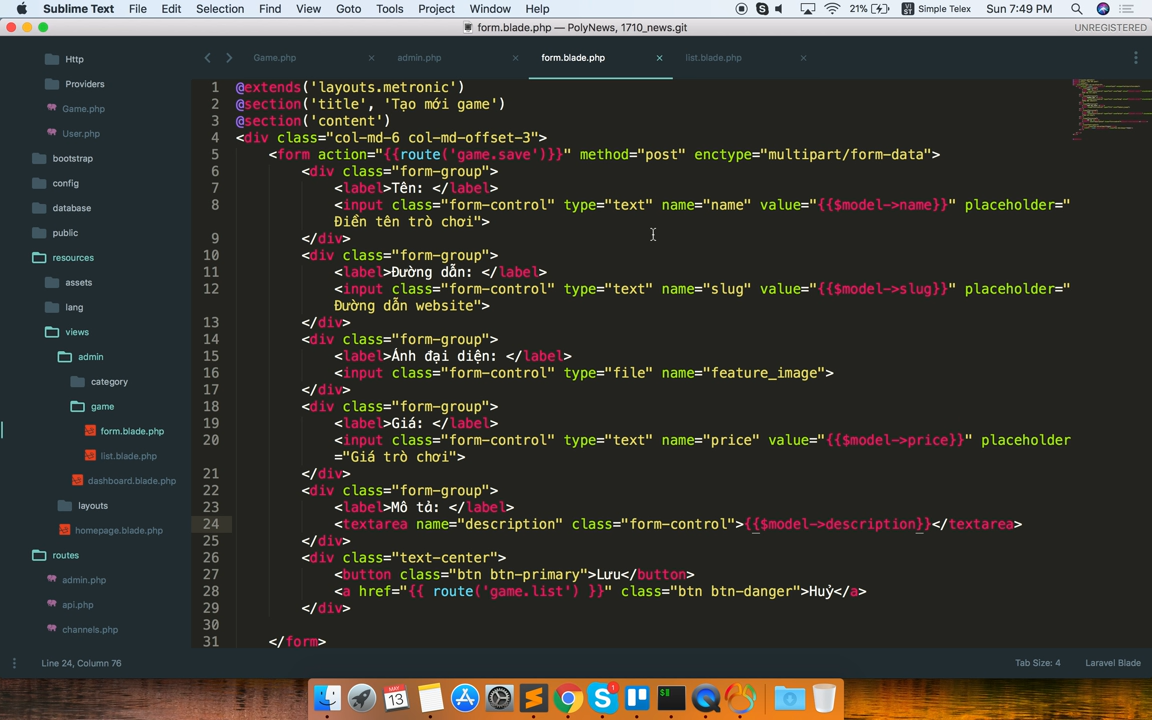 Sublime Text File Edit Selection Find View Goto Tools Project Window Help 21% VI ST Simple Telex Sun 7:49 PM
form.blade.php — PolyNews, 1710_news.git UNREGISTERED
Http
Providers
Game.php
User.php
bootstrap
config
database
public
resources
assets
lang
views
admin
category
game
form.blade.php
list.blade.php
dashboard.blade.php
layouts
homepage.blade.php
routes
admin.php
api.php
channels.php
Game.php × admin.php × form.blade.php × list.blade.php ×
1 @extends('layouts.metronic')
2 @section('title', 'Tạo mới game')
3 @section('content')
4 <div class="col-md-6 col-md-offset-3">
5 <form action="{{route('game.save')}}" method="post" enctype="multipart/form-data">
6 <div class="form-group">
7 <label>Tên: </label>
8 <input class="form-control" type="text" name="name" value="{{$model->name}}" placeholder="
Điền tên trò chơi">
9 </div>
10 <div class="form-group">
11 <label>Đường dẫn: </label>
12 <input class="form-control" type="text" name="slug" value="{{$model->slug}}" placeholder="
Đường dẫn website">
13 </div>
14 <div class="form-group">
15 <label>Ảnh đại diện: </label>
16 <input class="form-control" type="file" name="feature_image">
17 </div>
18 <div class="form-group">
19 <label>Giá: </label>
20 <input class="form-control" type="text" name="price" value="{{$model->price}}" placeholder
="Giá trò chơi">
21 </div>
22 <div class="form-group">
23 <label>Mô tả: </label>
24 <textarea name="description" class="form-control">{{$model->description}}</textarea>
25 </div>
26 <div class="text-center">
27 <button class="btn btn-primary">Lưu</button>
28 <a href="{{ route('game.list') }}" class="btn btn-danger">Huỷ</a>
29 </div>
30
31 </form>
Line 24, Column 76 Tab Size: 4 Laravel Blade
MAY
13
1
$